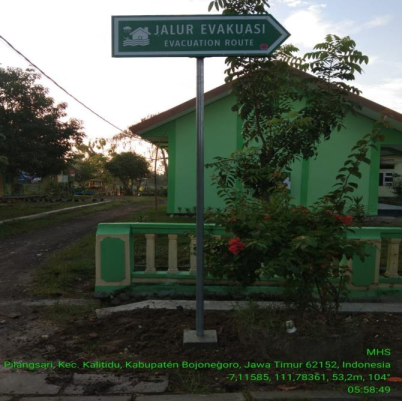 JALUR EVAKUASI
EVACUATION ROUTE
MHS
Pilangsari, Kec. Kalitidu, Kabupaten Bojonegoro, Jawa Timur 62152, Indonesia
-7,11585, 111,78361, 53,2m, 104°
05:58:49